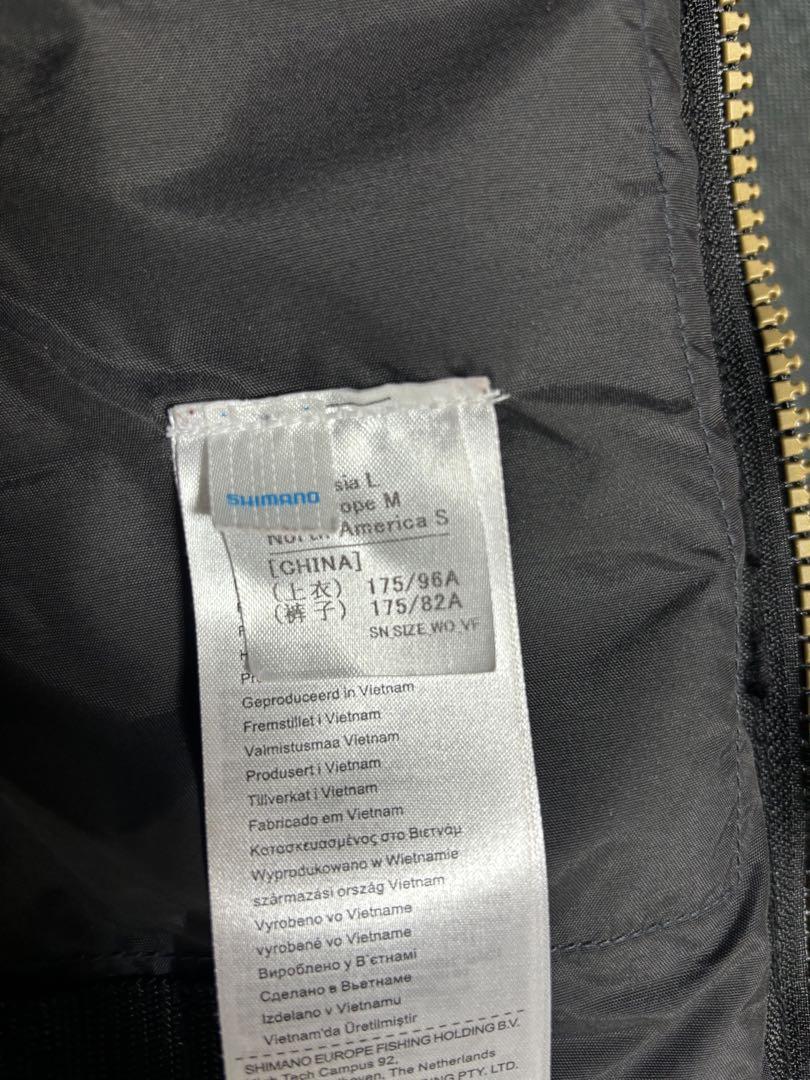 SHIMANO
sia L
ope M
America S
[CHINA]
(上衣) 175/96A
(裤子) 175/82A
SN SIZE WO VF
Geproduceerd in Vietnam
Fremstillet i Vietnam
Valmistusmaa Vietnam
Produsert i Vietnam
Tillverkat i Vietnam
Fabricado em Vietnam
Κατασκευασμένος στο Βιετνάμ
Wyprodukowano w Wietnamie
származási ország Vietnam
Vyrobeno vo Vietname
vyrobené vo Vietname
Вироблено у В'єтнамі
Сделано в Вьетнаме
Izdelano v Vietnamu
Vietnam'da Üretilmiştir
SHIMANO EUROPE FISHING HOLDING B.V.
Tech Campus 92,
The Netherlands
PTY. LTD.